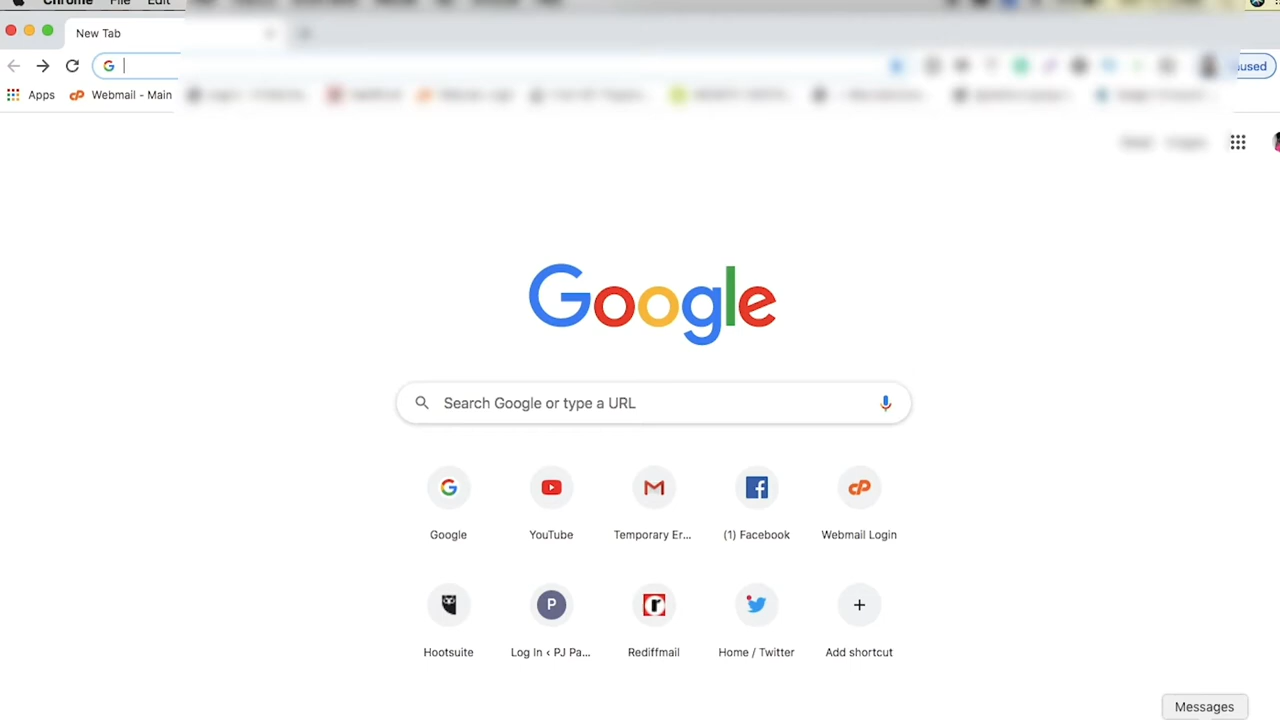 Chrome File Edit
New Tab
Apps Webmail - Main
Google
Search Google or type a URL
Google YouTube Temporary Er... (1) Facebook Webmail Login
P
Hootsuite Log In ‹ PJ Pa... Rediffmail Home / Twitter Add shortcut
Messages